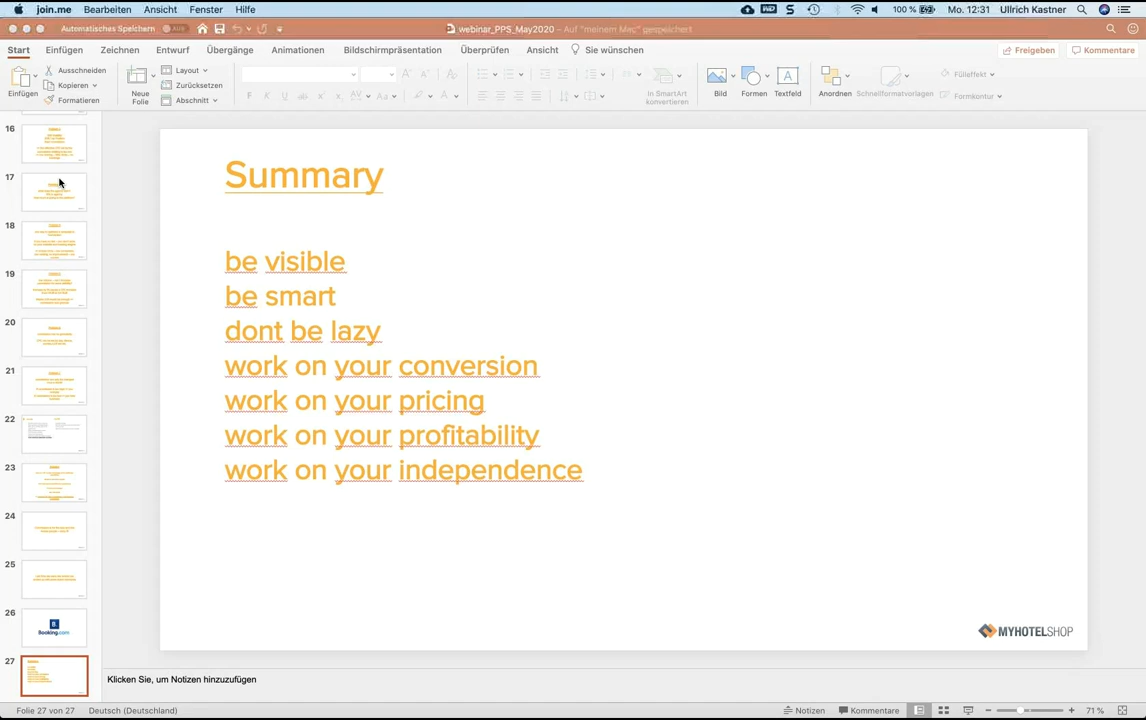 join.me Bearbeiten Ansicht Fenster Hilfe 100 % Mo. 12:31 Ullrich Kastner
Automatisches Speichern AUS webinar_PPS_May2020 – Auf "meinem Mac" gespeichert
Start Einfügen Zeichnen Entwurf Übergänge Animationen Bildschirmpräsentation Überprüfen Ansicht Sie wünschen Freigeben Kommentare
Einfügen Ausschneiden Kopieren Formatieren Neue Folie Layout Zurücksetzen Abschnitt
F K U
In SmartArt konvertieren Bild Formen Textfeld Anordnen Schnellformatvorlagen Fülleffekt Formkontur
16
17
18
19
20
21
22
23
24
25
26
Booking.com
27
Summary
be visible
be smart
dont be lazy
work on your conversion
work on your pricing
work on your profitability
work on your independence
MYHOTELSHOP
Klicken Sie, um Notizen hinzuzufügen
Folie 27 von 27 Deutsch (Deutschland) Notizen Kommentare 71 %